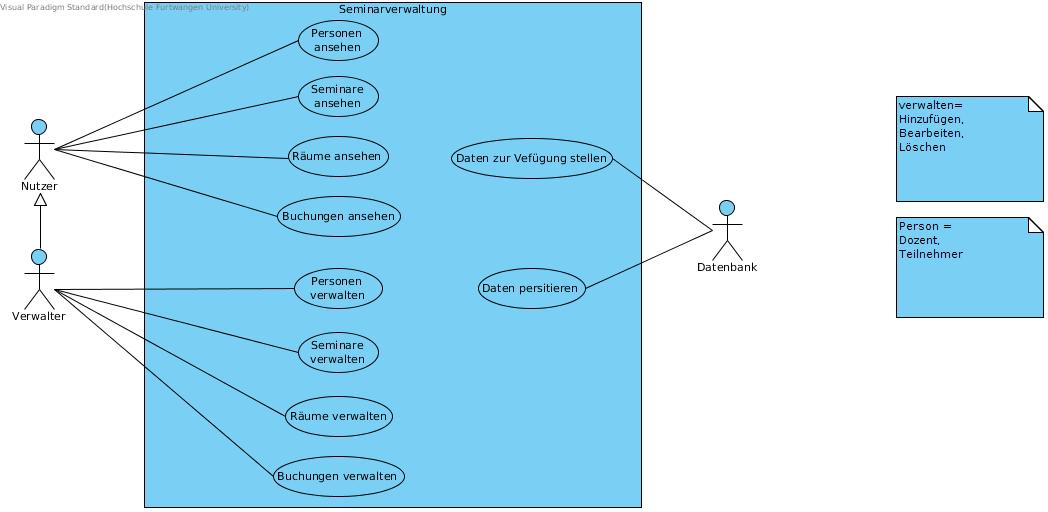 Visual Paradigm Standard(Hochschule Furtwangen University)
Seminarverwaltung
Personen
ansehen
Seminare
ansehen
Räume ansehen
Buchungen ansehen
Personen
verwalten
Seminare
verwalten
Räume verwalten
Buchungen verwalten
Daten zur Vefügung stellen
Daten persitieren
Nutzer
Verwalter
Datenbank
verwalten=
Hinzufügen,
Bearbeiten,
Löschen
Person =
Dozent,
Teilnehmer